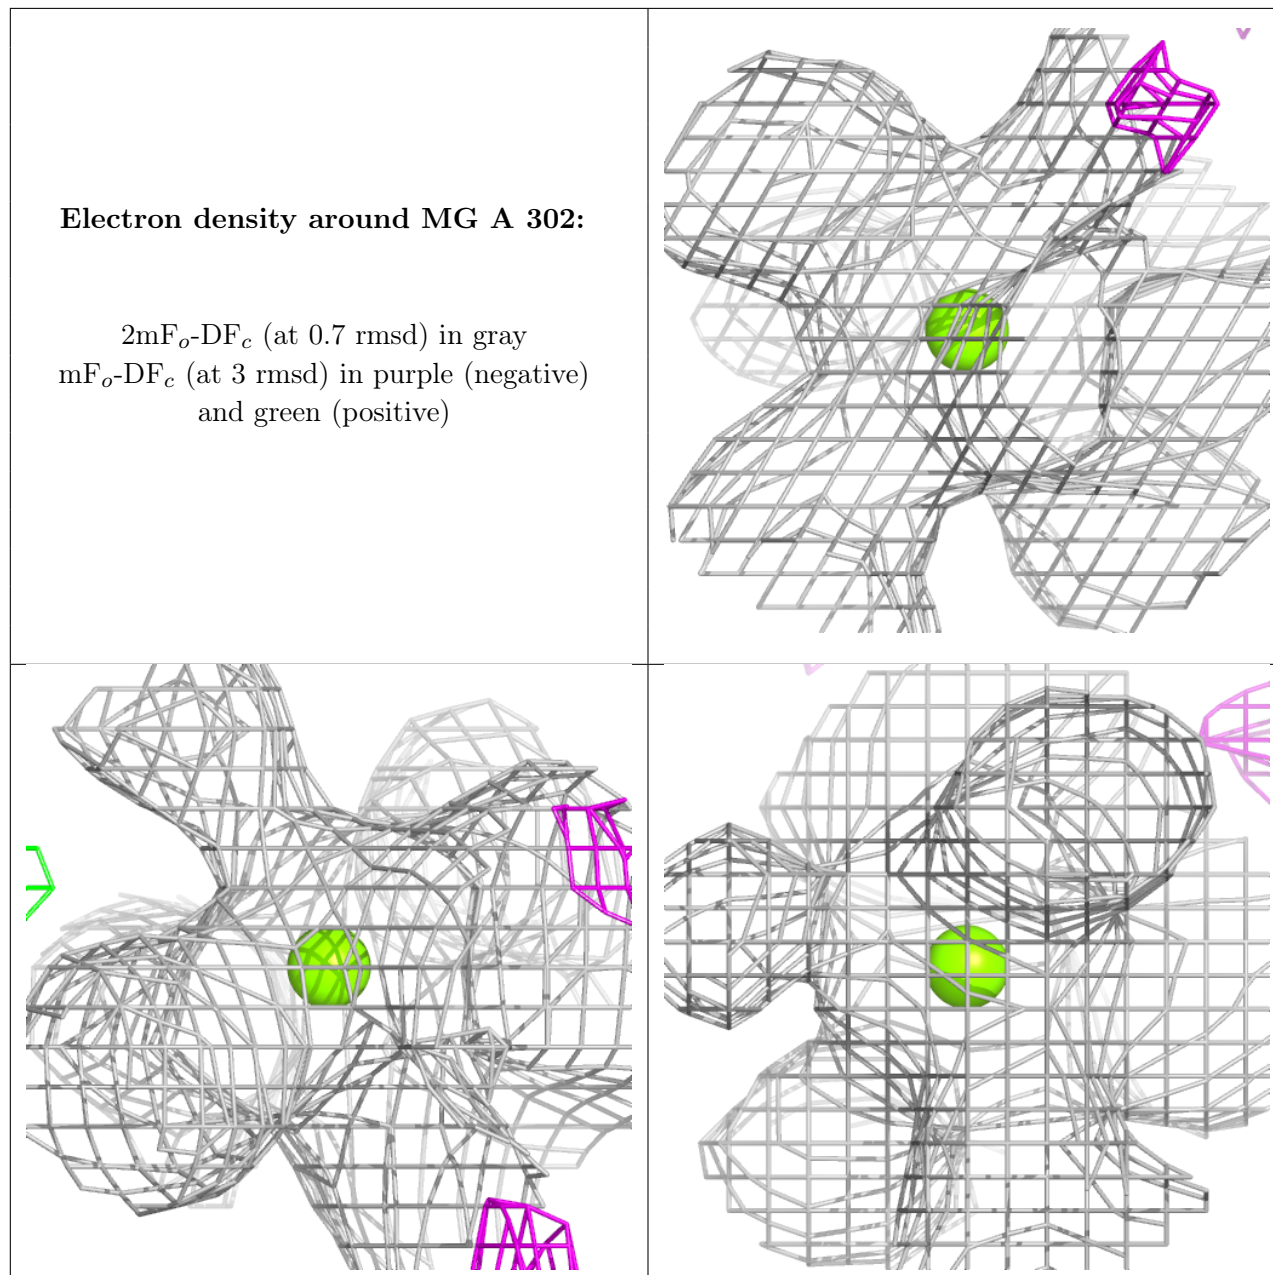 Electron density around MG A 302:
2mFo-DFc (at 0.7 rmsd) in gray
mFo-DFc (at 3 rmsd) in purple (negative)
and green (positive)